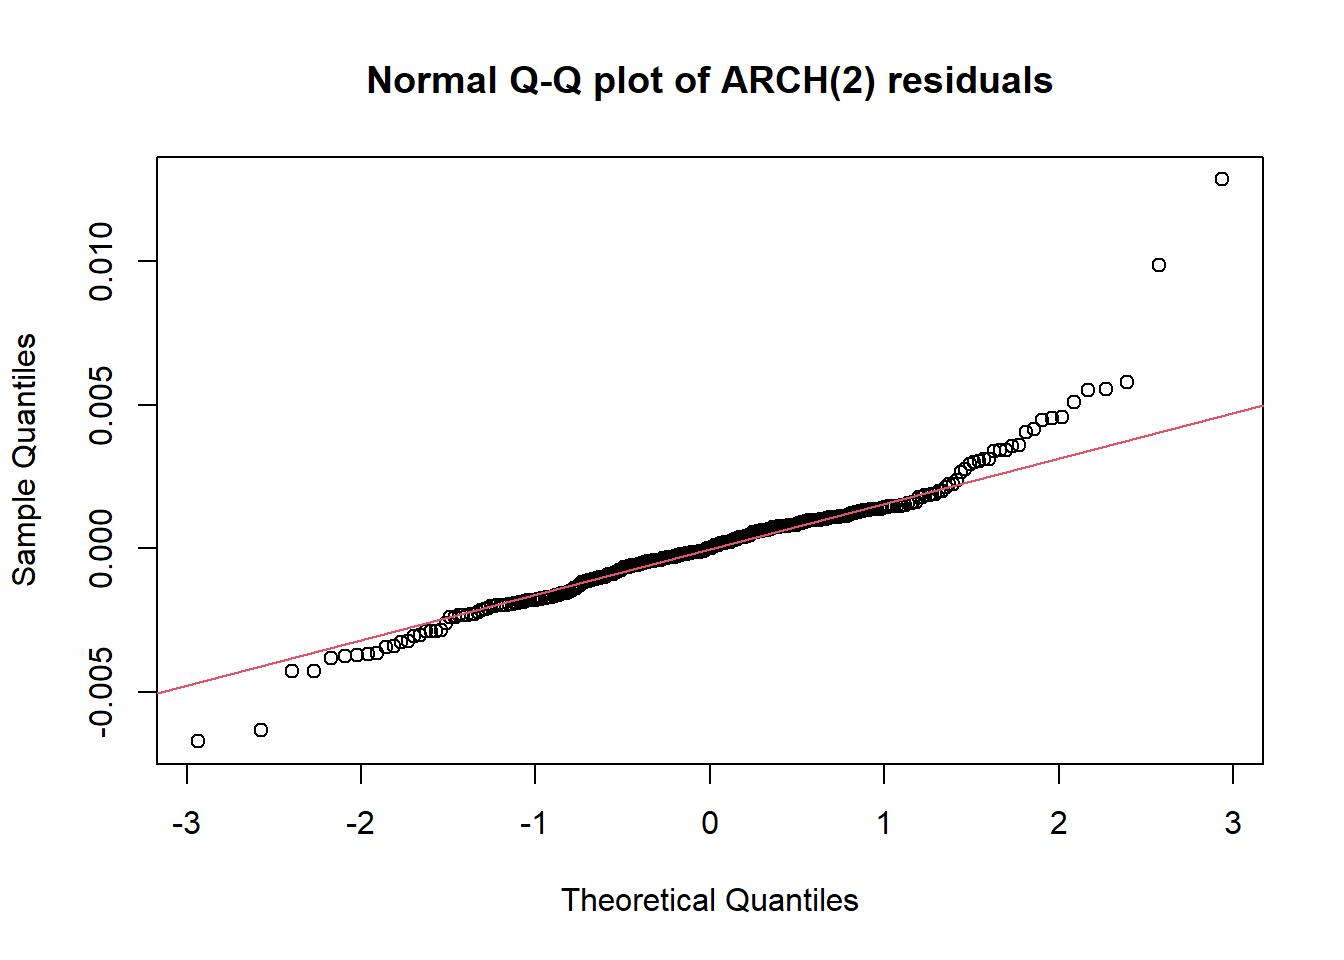 Normal Q-Q plot of ARCH(2) residuals
Sample Quantiles
0.010
0.005
0.000
-0.005
-3 -2 -1 0 1 2 3
Theoretical Quantiles